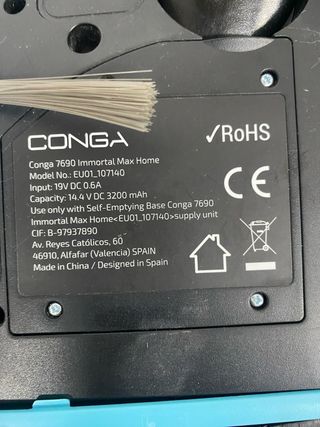 CONGA
✓RoHS
Conga 7690 Immortal Max Home
Model No.: EU01_107140
Input: 19V DC 0.6A
Capacity: 14.4 V DC 3200 mAh
Use only with Self-Emptying Base Conga 7690
Immortal Max Home<EU01_107140>supply unit
CIF: B-97937890
Av. Reyes Católicos, 60
46910, Alfafar (Valencia) SPAIN
Made in China / Designed in Spain
CE